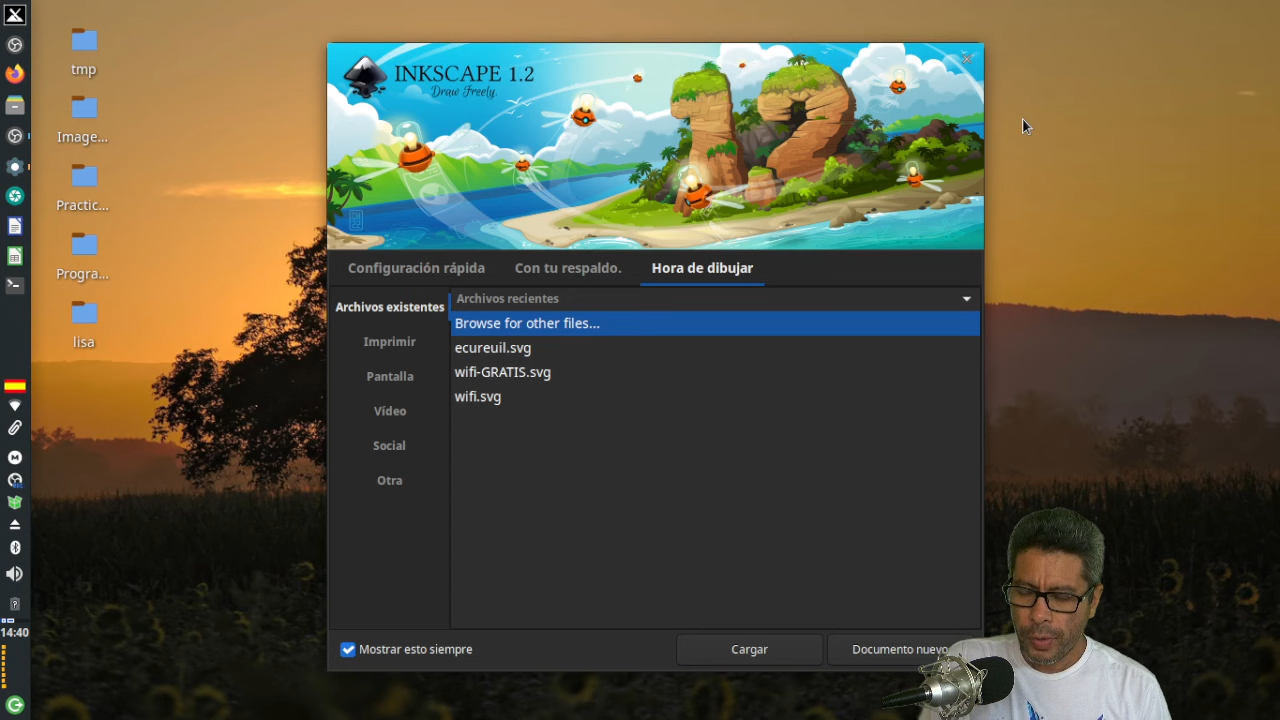 tmp
Image...
Practic...
Progra...
lisa
14:40
INKSCAPE 1.2
Draw Freely.
Configuración rápida
Con tu respaldo.
Hora de dibujar
Archivos existentes
Imprimir
Pantalla
Vídeo
Social
Otra
Archivos recientes
Browse for other files...
ecureuil.svg
wifi-GRATIS.svg
wifi.svg
Mostrar esto siempre
Cargar
Documento nuevo